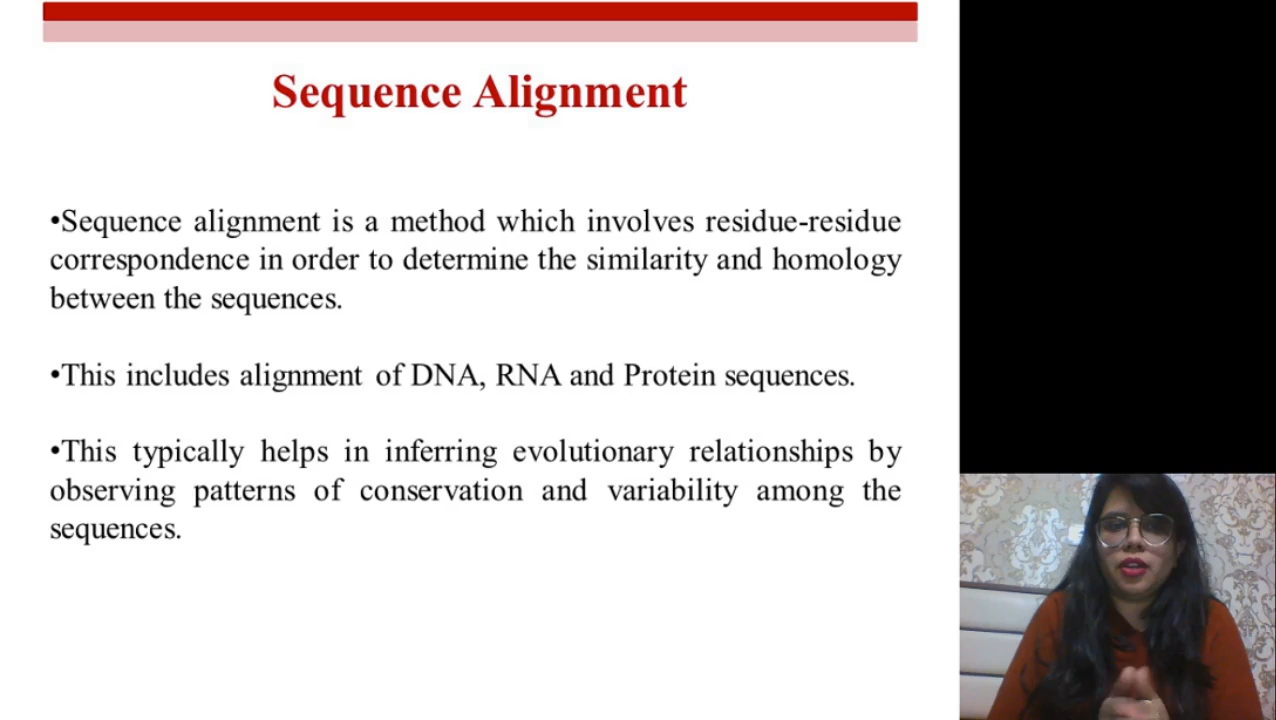 Sequence Alignment
•Sequence alignment is a method which involves residue-residue
correspondence in order to determine the similarity and homology
between the sequences.
•This includes alignment of DNA, RNA and Protein sequences.
•This typically helps in inferring evolutionary relationships by
observing patterns of conservation and variability among the
sequences.